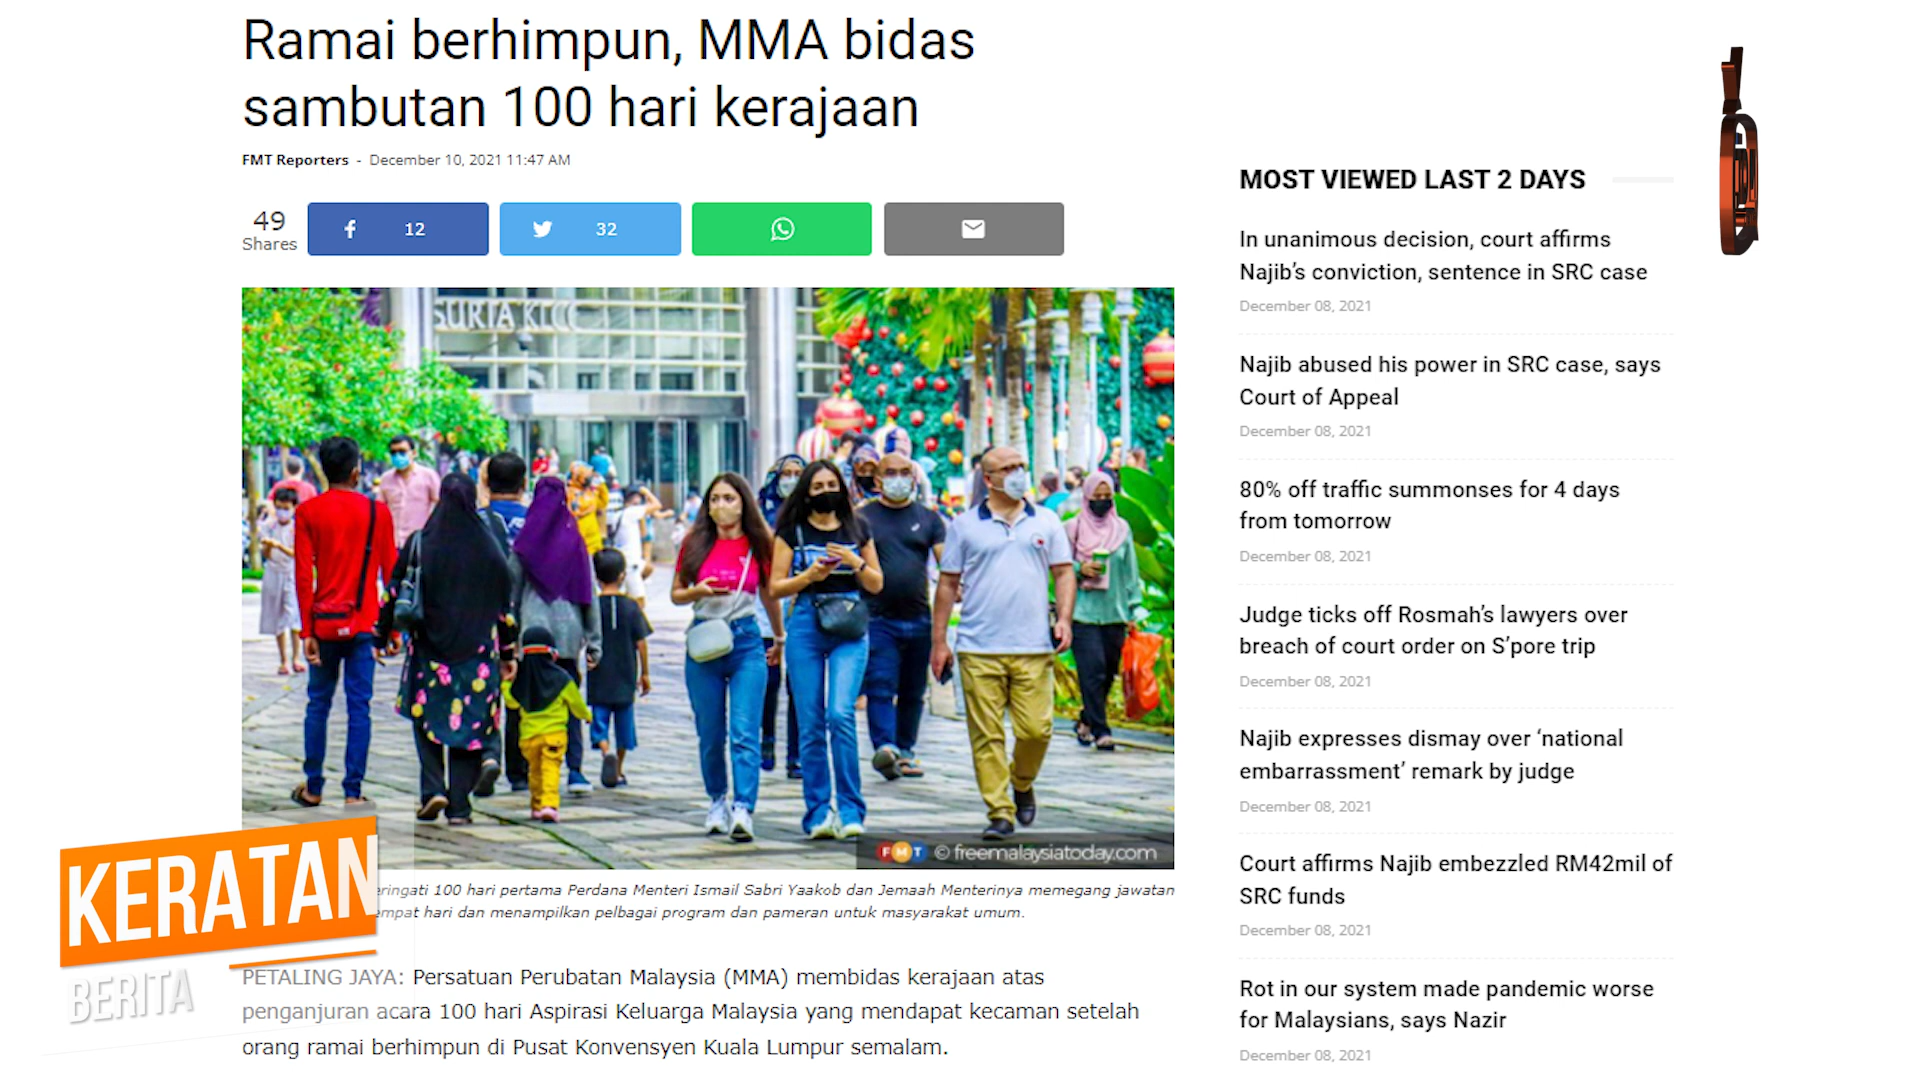 Ramai berhimpun, MMA bidas
sambutan 100 hari kerajaan
FMT Reporters - December 10, 2021 11:47 AM
49
Shares
12
32
SURIA KLCC
FMT © freemalaysiatoday.com
100 hari pertama Perdana Menteri Ismail Sabri Yaakob dan Jemaah Menterinya memegang jawatan
hari dan menampilkan pelbagai program dan pameran untuk masyarakat umum.
PETALING JAYA: Persatuan Perubatan Malaysia (MMA) membidas kerajaan atas
penganjuran acara 100 hari Aspirasi Keluarga Malaysia yang mendapat kecaman setelah
orang ramai berhimpun di Pusat Konvensyen Kuala Lumpur semalam.
KERATAN
BERITA
MOST VIEWED LAST 2 DAYS
In unanimous decision, court affirms
Najib’s conviction, sentence in SRC case
December 08, 2021
Najib abused his power in SRC case, says
Court of Appeal
December 08, 2021
80% off traffic summonses for 4 days
from tomorrow
December 08, 2021
Judge ticks off Rosmah’s lawyers over
breach of court order on S’pore trip
December 08, 2021
Najib expresses dismay over ‘national
embarrassment’ remark by judge
December 08, 2021
Court affirms Najib embezzled RM42mil of
SRC funds
December 08, 2021
Rot in our system made pandemic worse
for Malaysians, says Nazir
December 08, 2021